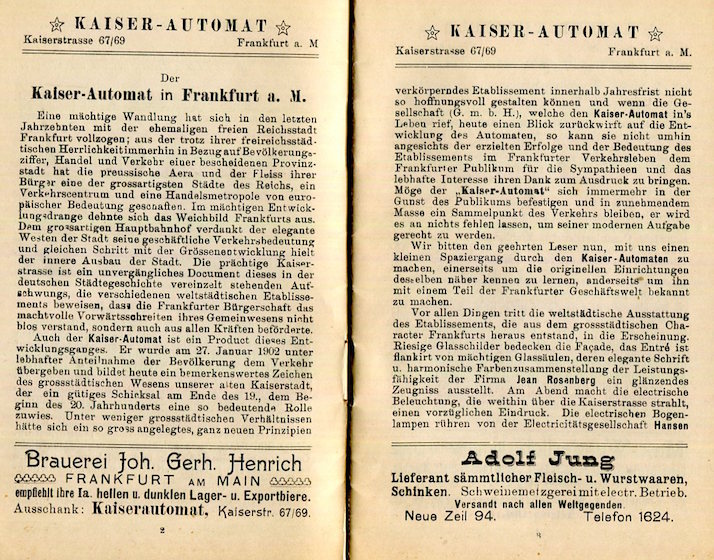 KAISER-AUTOMAT
Kaiserstrasse 67/69 Frankfurt a. M
Der
Kaiser-Automat in Frankfurt a. M.
Eine mächtige Wandlung hat sich in den letzten
Jahrzehnten mit der ehemaligen freien Reichsstadt
Frankfurt vollzogen; aus der trotz ihrer freireichsstäd-
tischen Herrlichkeit immerhin in Bezug auf Bevölkerungs-
ziffer, Handel und Verkehr einer bescheidenen Provinz-
stadt hat die preussische Aera und der Fleiss ihrer
Bürger eine der grossartigsten Städte des Reichs, ein
Verkehrscentrum und eine Handelsmetropole von euro-
päischer Bedeutung geschaffen. Im mächtigen Entwick-
lungsdrange dehnte sich das Weichbild Frankfurts aus.
Dem grossartigen Hauptbahnhof verdankt der elegante
Westen der Stadt seine geschäftliche Verkehrsbedeutung
und gleichen Schritt mit der Grössenentwicklung hielt
der innere Ausbau der Stadt. Die prächtige Kaiser-
strasse ist ein unvergängliches Document dieses in der
deutschen Städtegeschichte vereinzelt stehenden Auf-
schwungs, die verschiedenen weltstädtischen Etablisse-
ments beweisen, dass die Frankfurter Bürgerschaft das
machtvolle Vorwärtsschreiten ihres Gemeinwesens nicht
blos verstand, sondern auch aus allen Kräften beförderte.
Auch der Kaiser-Automat ist ein Product dieses Ent-
wicklungsganges. Er wurde am 27. Januar 1902 unter
lebhafter Anteilnahme der Bevölkerung dem Verkehr
übergeben und bildet heute ein bemerkenswertes Zeichen
des grossstädtischen Wesens unserer alten Kaiserstadt,
der ein gütiges Schicksal am Ende des 19., dem Be-
ginn des 20. Jahrhunderts eine so bedeutende Rolle
zuwies. Unter weniger grossstädtischen Verhältnissen
hätte sich ein so gross angelegtes, ganz neuen Prinzipien
Brauerei Joh. Gerh. Henrich
FRANKFURT AM MAIN
empfiehlt ihre Ia. hellen u. dunklen Lager- u. Exportbiere.
Ausschank: Kaiserautomat, Kaiserstr. 67/69.
2
KAISER-AUTOMAT
Kaiserstrasse 67/69 Frankfurt a. M.
verkörperndes Etablissement innerhalb Jahresfrist nicht
so hoffnungsvoll gestalten können und wenn die Ge-
sellschaft (G. m. b. H.), welche den Kaiser-Automat in's
Leben rief, heute einen Blick zurückwirft auf die Ent-
wicklung des Automaten, so kann sie nicht umhin
angesichts der erzielten Erfolge und der Bedeutung des
Etablissements im Frankfurter Verkehrsleben dem
Frankfurter Publikum für die Sympathieen und das
lebhafte Interesse ihren Dank zum Ausdruck zu bringen.
Möge der „Kaiser-Automat" sich immermehr in der
Gunst des Publikums befestigen und in zunehmendem
Masse ein Sammelpunkt des Verkehrs bleiben, er wird
es an nichts fehlen lassen, um seiner modernen Aufgabe
gerecht zu werden.
Wir bitten den geehrten Leser nun, mit uns einen
kleinen Spaziergang durch den Kaiser-Automaten zu
machen, einerseits um die originellen Einrichtungen
desselben näher kennen zu lernen, anderseits um ihn
mit einem Teil der Frankfurter Geschäftswelt bekannt
zu machen.
Vor allen Dingen tritt die weltstädtische Ausstattung
des Etablissements, die aus dem grossstädtischen Cha-
racter Frankfurts heraus entstand, in die Erscheinung.
Riesige Glasschilder bedecken die Façade, das Entré ist
flankirt von mächtigen Glassäulen, deren elegante Schrift
u. harmonische Farbenzusammenstellung der Leistungs-
fähigkeit der Firma Jean Rosenberg ein glänzendes
Zeugniss ausstellt. Am Abend macht die electrische
Beleuchtung, die weithin über die Kaiserstrasse strahlt,
einen vorzüglichen Eindruck. Die electrischen Bogen-
lampen rühren von der Electricitätsgesellschaft Hansen
Adolf Jung
Lieferant sämmtlicher Fleisch- u. Wurstwaaren,
Schinken. Schweinemetzgerei mit electr. Betrieb.
Versandt nach allen Weltgegenden.
Neue Zeil 94. Telefon 1624.